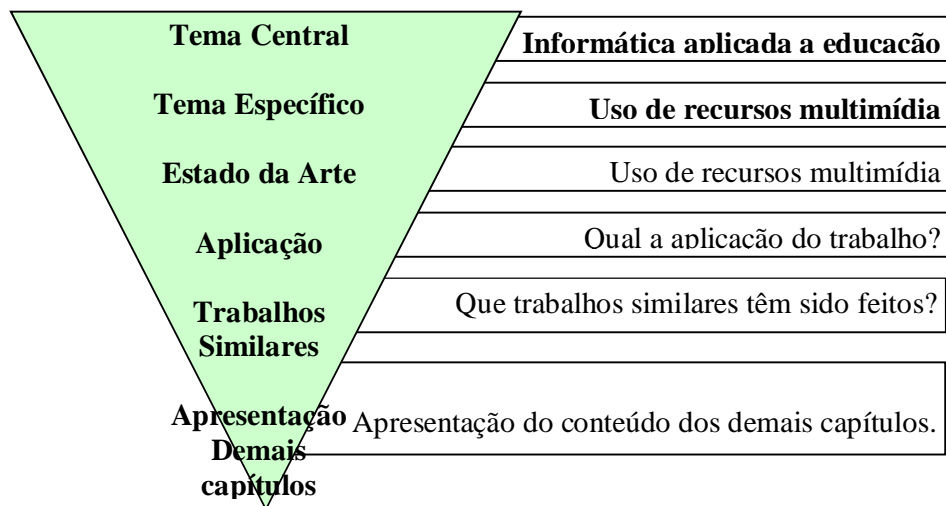 Tema Central
Informática aplicada a educação
Tema Específico
Uso de recursos multimídia
Estado da Arte
Uso de recursos multimídia
Aplicação
Qual a aplicação do trabalho?
Trabalhos
Similares
Que trabalhos similares têm sido feitos?
Apresentação
Demais
capítulos
Apresentação do conteúdo dos demais capítulos.